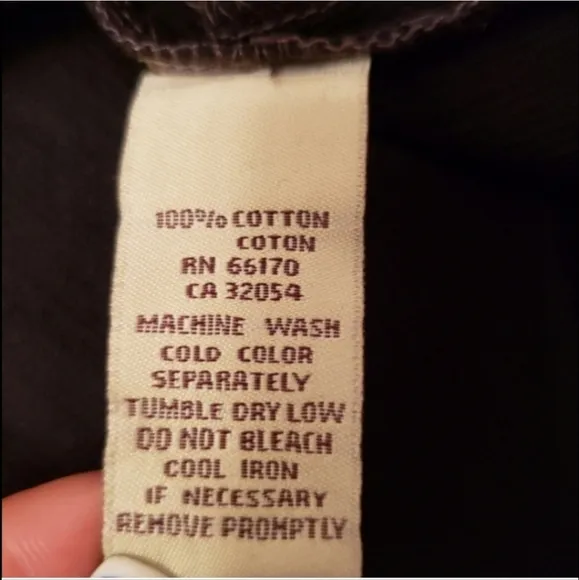 100% COTTON
COTON
RN 66170
CA 32054
MACHINE WASH
COLD COLOR
SEPARATELY
TUMBLE DRY LOW
DO NOT BLEACH
COOL IRON
IF NECESSARY
REMOVE PROMPTLY